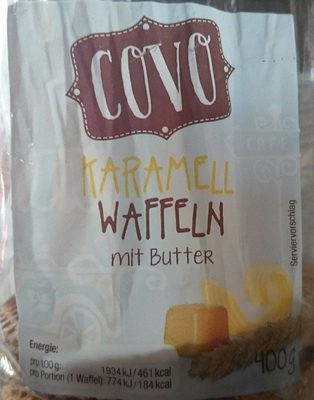 COVO
KARAMELL
WAFFELN
mit Butter
Serviervorschlag
Energie:
pro 100g: 1934 kJ/461 kcal
pro Portion (1 Waffel): 774 kJ/184 kcal
400g